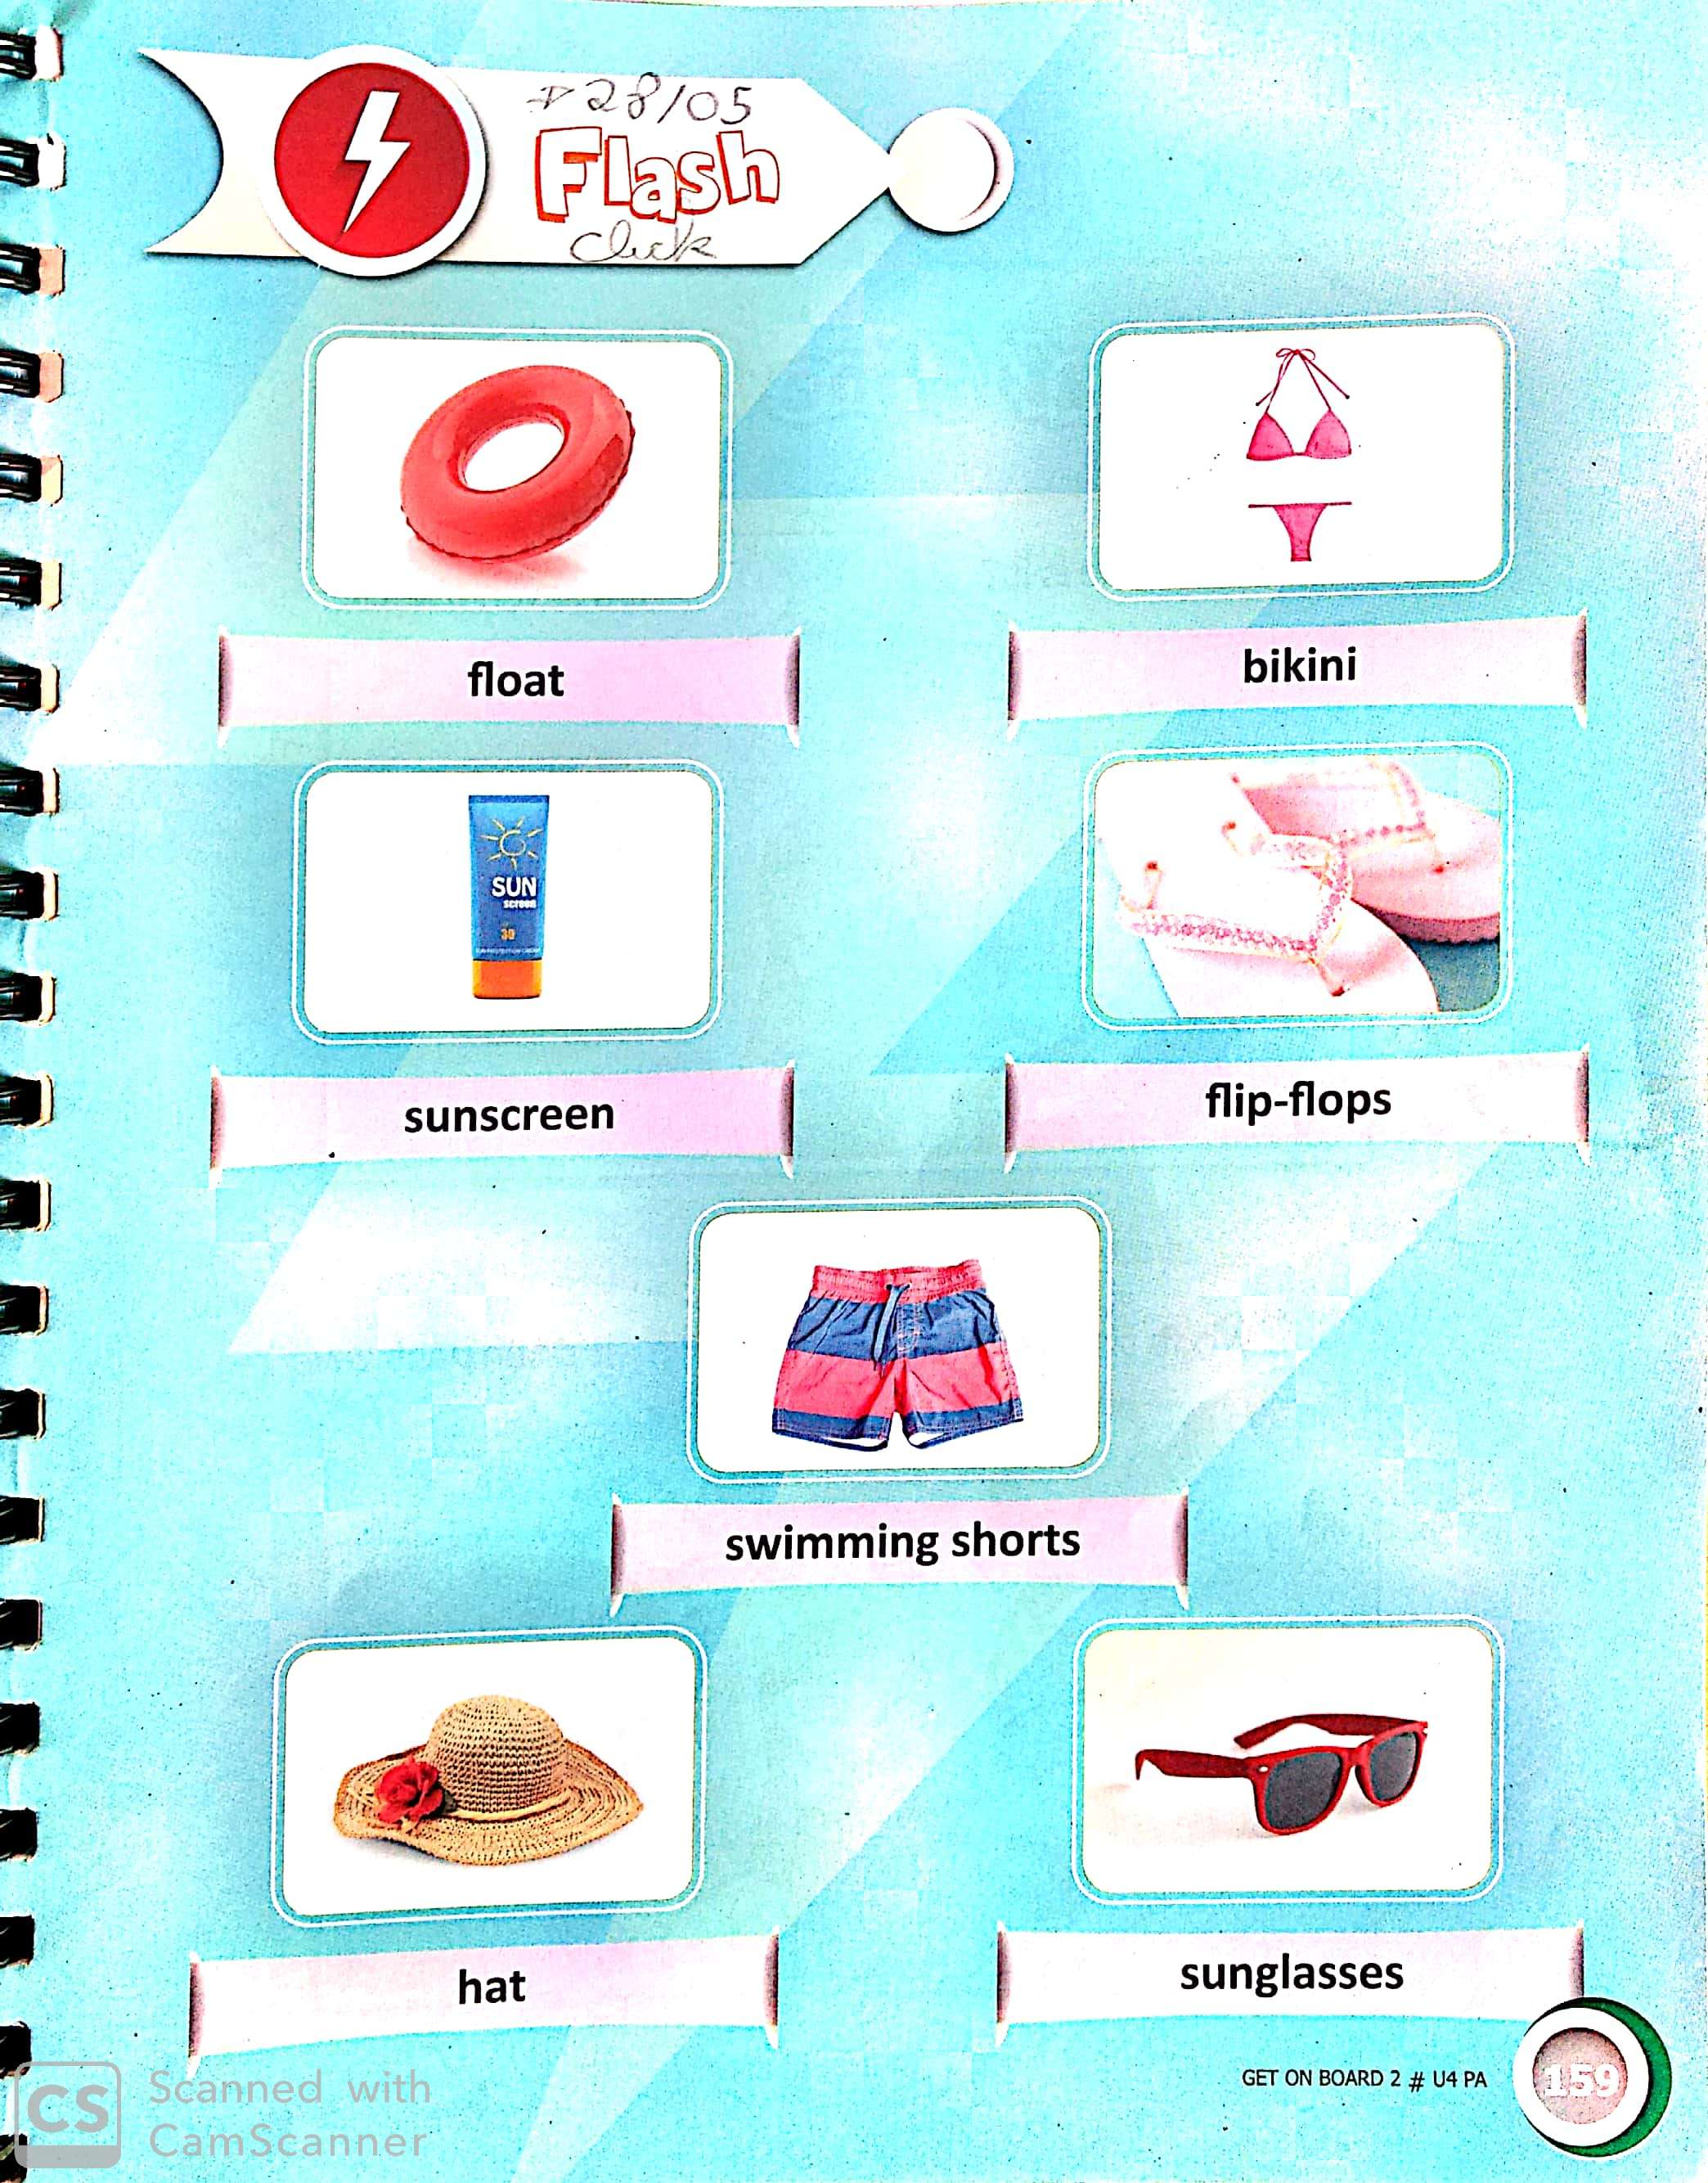 28/05
Flash
Click
float
bikini
SUN
screen
30
sunscreen
flip-flops
swimming shorts
hat
sunglasses
GET ON BOARD 2 # U4 PA
159
CS
Scanned with
CamScanner